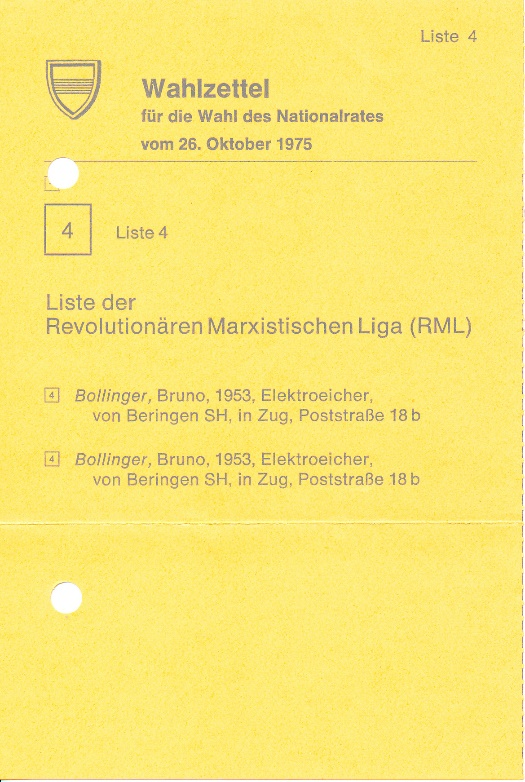 Liste 4
Wahlzettel
für die Wahl des Nationalrates
vom 26. Oktober 1975
4
Liste 4
Liste der
Revolutionären Marxistischen Liga (RML)
4 Bollinger, Bruno, 1953, Elektroeicher,
von Beringen SH, in Zug, Poststraße 18 b
4 Bollinger, Bruno, 1953, Elektroeicher,
von Beringen SH, in Zug, Poststraße 18 b